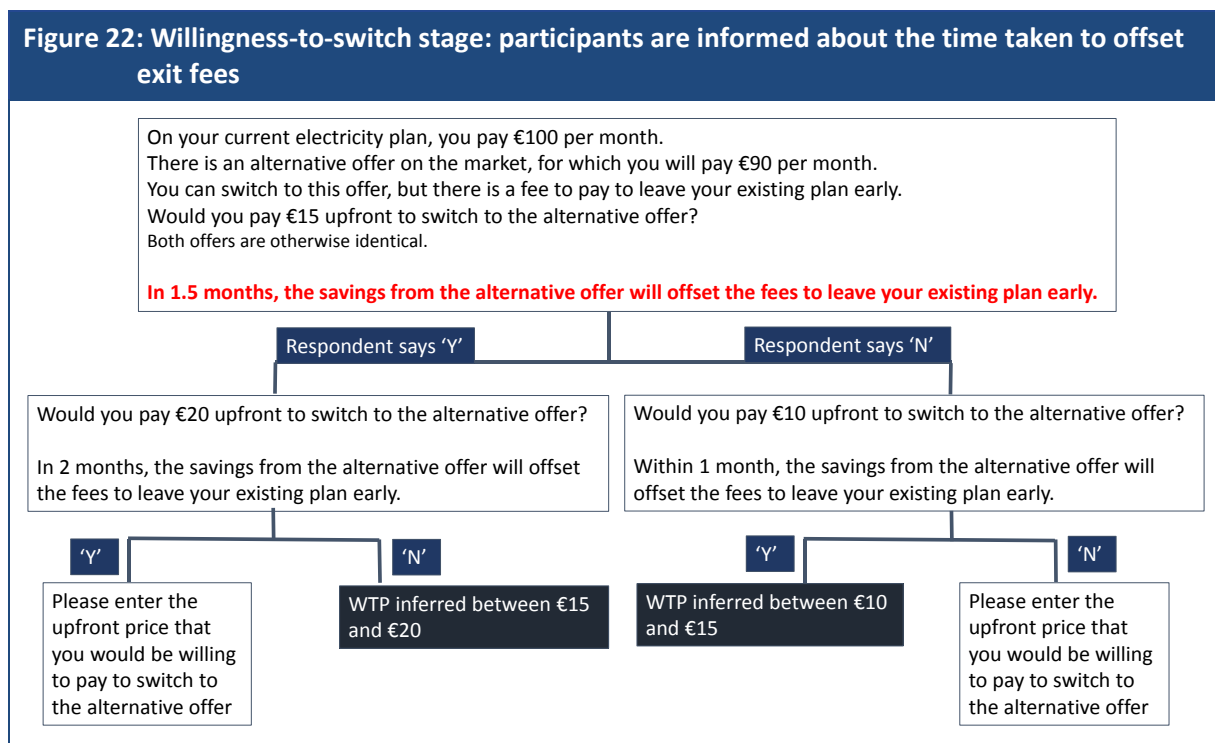 Figure 22: Willingness-to-switch stage: participants are informed about the time taken to offset
exit fees
On your current electricity plan, you pay €100 per month.
There is an alternative offer on the market, for which you will pay €90 per month.
You can switch to this offer, but there is a fee to pay to leave your existing plan early.
Would you pay €15 upfront to switch to the alternative offer?
Both offers are otherwise identical.
In 1.5 months, the savings from the alternative offer will offset the fees to leave your existing plan early.
Respondent says ‘Y’
Respondent says ‘N’
Would you pay €20 upfront to switch to the alternative offer?
In 2 months, the savings from the alternative offer will offset
the fees to leave your existing plan early.
Would you pay €10 upfront to switch to the alternative offer?
Within 1 month, the savings from the alternative offer will
offset the fees to leave your existing plan early.
‘Y’
‘N’
‘Y’
‘N’
Please enter the
upfront price that
you would be willing
to pay to switch to
the alternative offer
WTP inferred between €15
and €20
WTP inferred between €10
and €15
Please enter the
upfront price that
you would be willing
to pay to switch to
the alternative offer